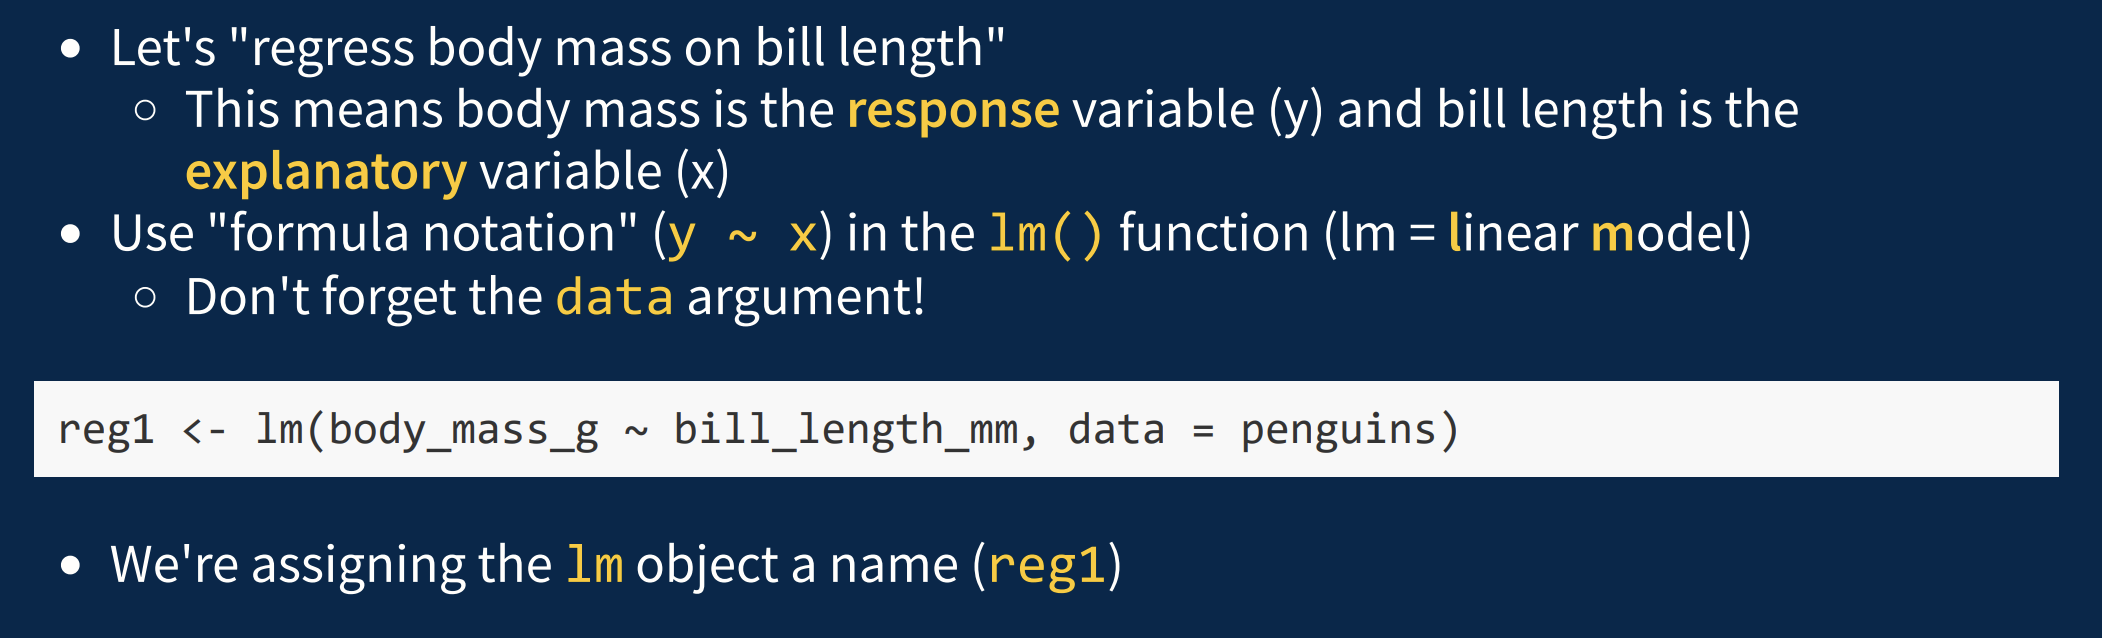 • Let's "regress body mass on bill length"
○ This means body mass is the response variable (y) and bill length is the
explanatory variable (x)
• Use "formula notation" (y ~ x) in the lm() function (lm = linear model)
○ Don't forget the data argument!
reg1 <- lm(body_mass_g ~ bill_length_mm, data = penguins)
• We're assigning the lm object a name (reg1)